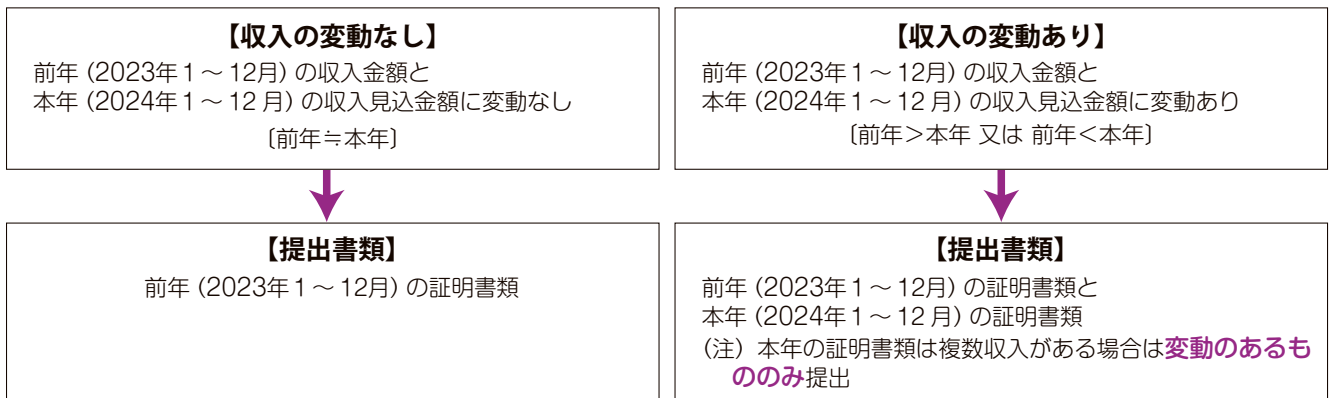 【収入の変動なし】
前年 (2023年1～12月) の収入金額と
本年 (2024年1～12月) の収入見込金額に変動なし
〔前年≒本年〕
【提出書類】
前年 (2023年1～12月) の証明書類
【収入の変動あり】
前年 (2023年1～12月) の収入金額と
本年 (2024年1～12月) の収入見込金額に変動あり
〔前年＞本年 又は 前年＜本年〕
【提出書類】
前年 (2023年1～12月) の証明書類と
本年 (2024年1～12月) の証明書類
（注）本年の証明書類は複数収入がある場合は変動のあるも
ののみ提出